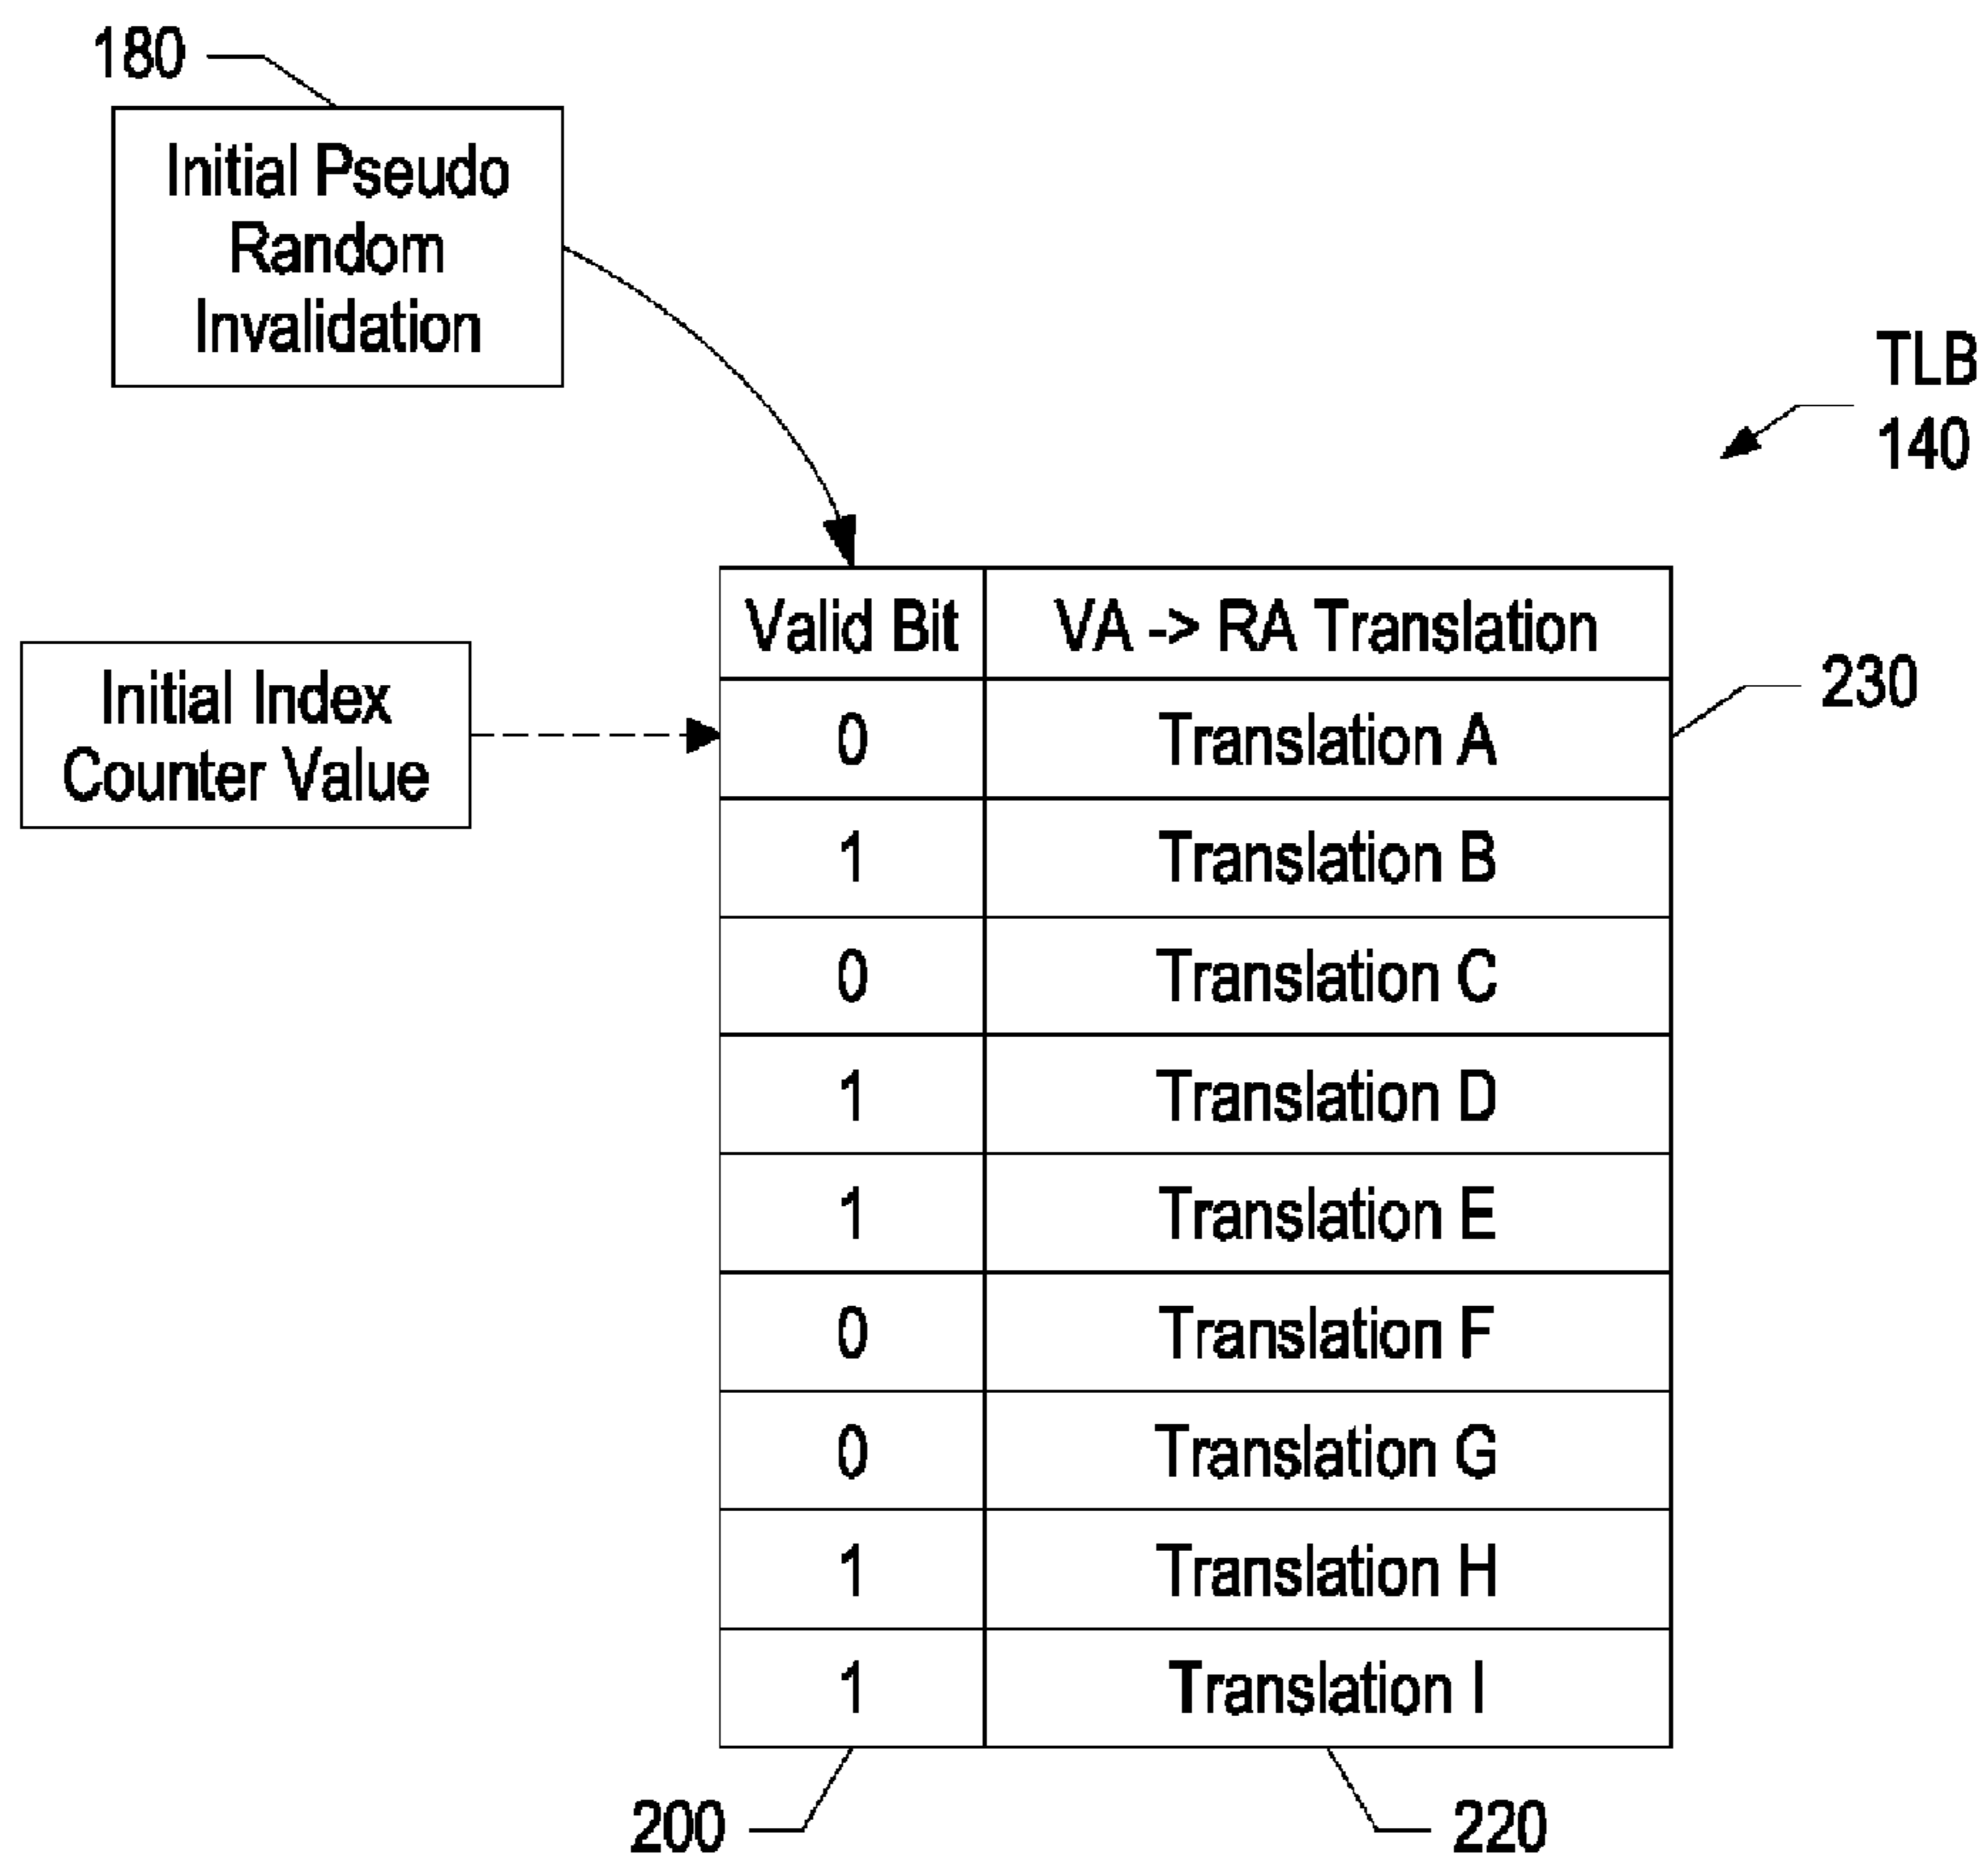 180
Initial Pseudo
Random
Invalidation
TLB
140
Initial Index
Counter Value
Valid Bit VA -> RA Translation
230
0 Translation A
1 Translation B
0 Translation C
1 Translation D
1 Translation E
0 Translation F
0 Translation G
1 Translation H
1 Translation I
200
220